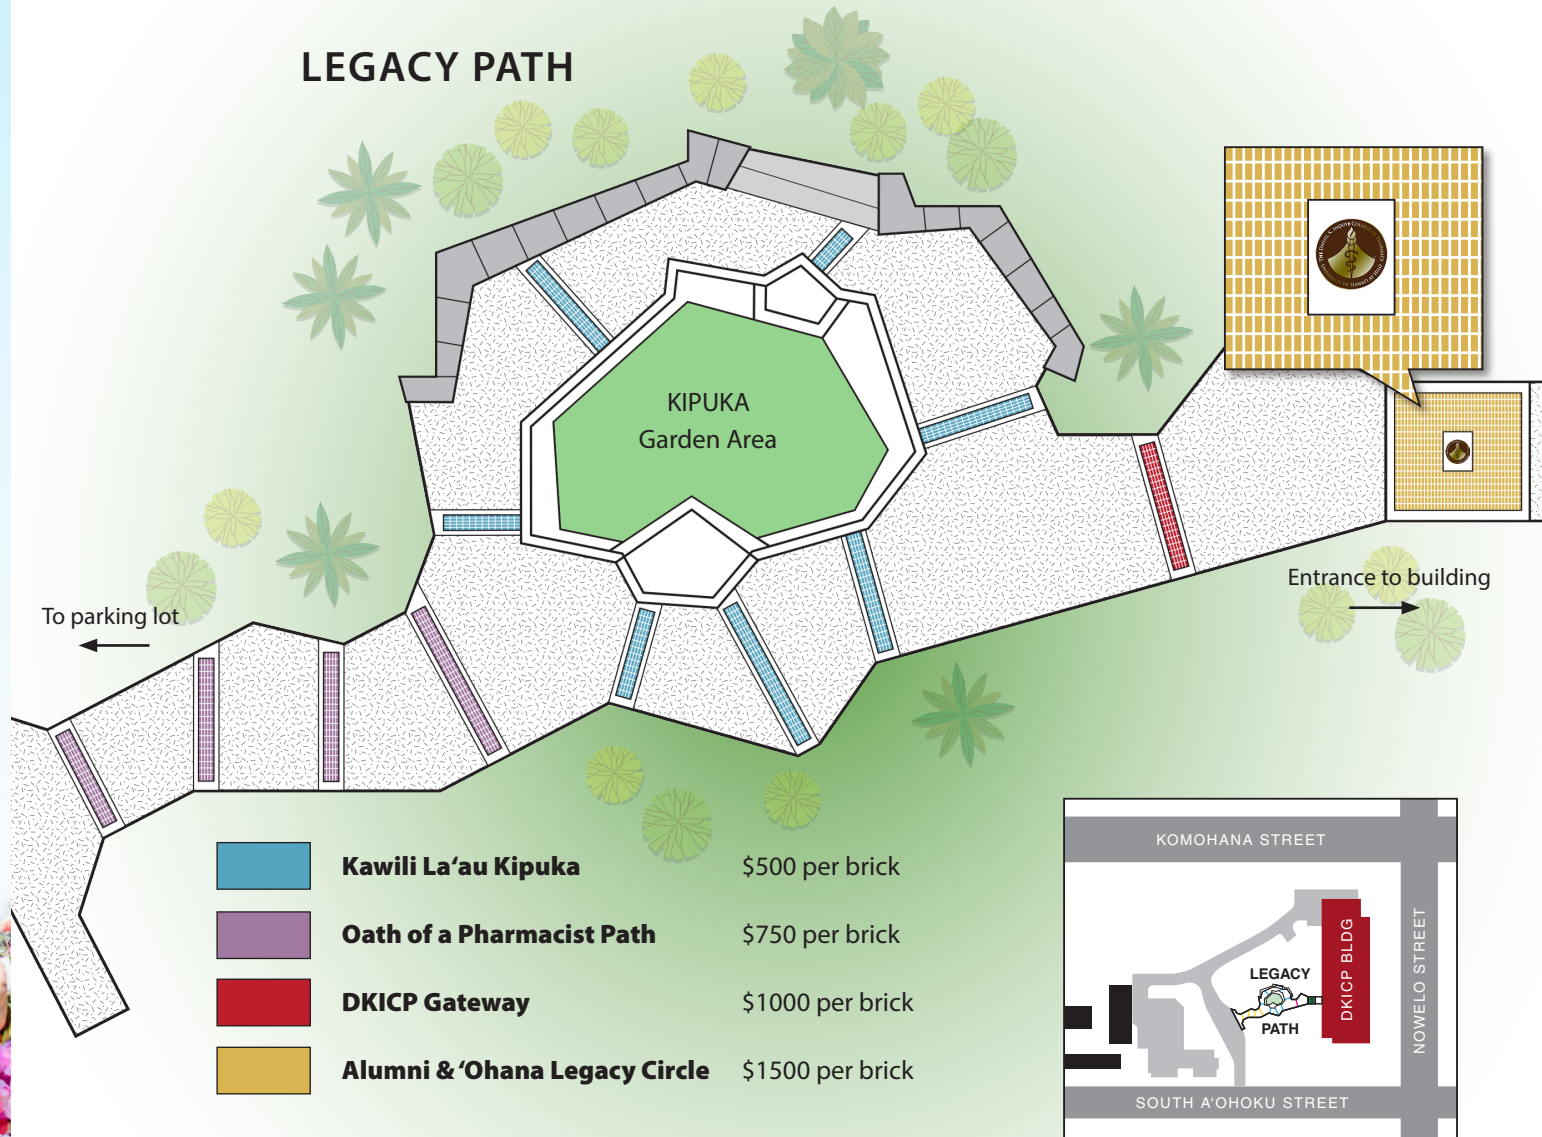 LEGACY PATH
KIPUKA
Garden Area
To parking lot
Entrance to building
Kawili La‘au Kipuka $500 per brick
Oath of a Pharmacist Path $750 per brick
DKICP Gateway $1000 per brick
Alumni & ‘Ohana Legacy Circle $1500 per brick
KOMOHANA STREET
NOWELO STREET
DKICP BLDG
LEGACY
PATH
SOUTH A‘OHOKU STREET